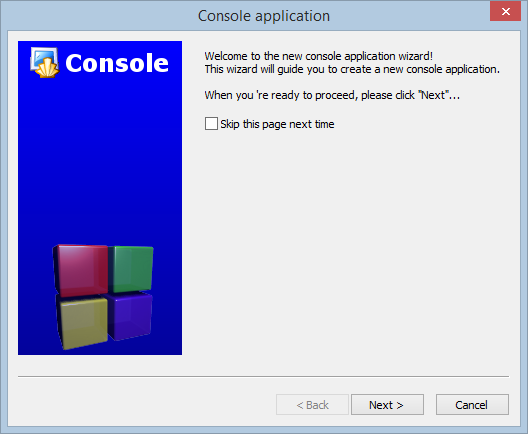 Console application
Console
Welcome to the new console application wizard!
This wizard will guide you to create a new console application.
When you 're ready to proceed, please click "Next"...
Skip this page next time
< Back
Next >
Cancel